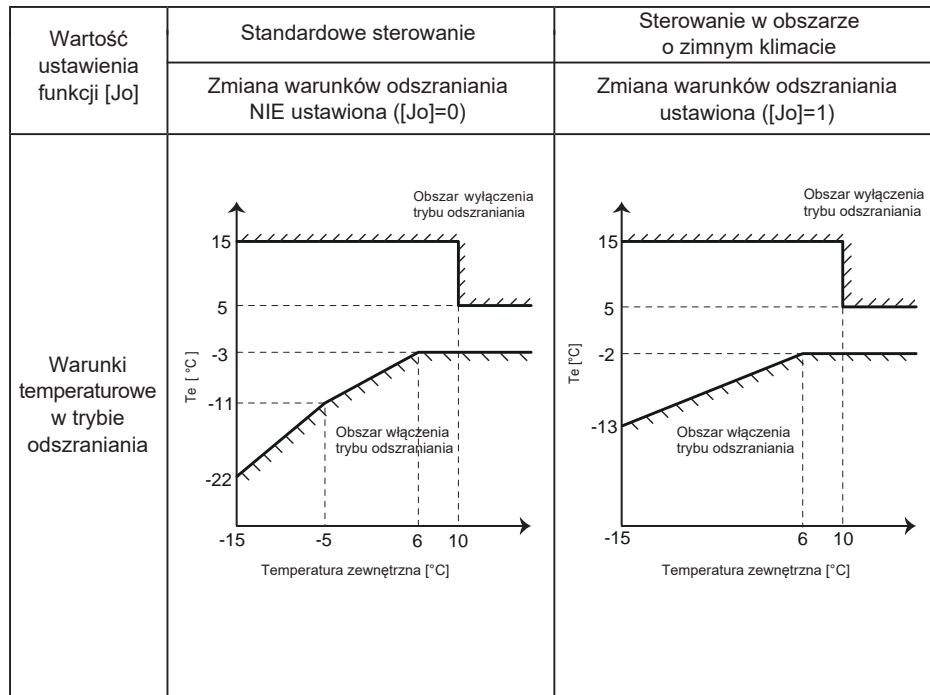 Wartość
ustawienia
funkcji [Jo]
Standardowe sterowanie
Sterowanie w obszarze
o zimnym klimacie
Zmiana warunków odszraniania
NIE ustawiona ([Jo]=0)
Zmiana warunków odszraniania
ustawiona ([Jo]=1)
Warunki
temperaturowe
w trybie
odszraniania
Obszar wyłączenia
trybu odszraniania
15
5
-3
-11
-22
Te [ °C ]
Obszar włączenia
trybu odszraniania
-15
-5
6
10
Temperatura zewnętrzna [°C]
Obszar wyłączenia
trybu odszraniania
15
5
-2
-13
Te [°C]
Obszar włączenia
trybu odszraniania
-15
6
10
Temperatura zewnętrzna [°C]